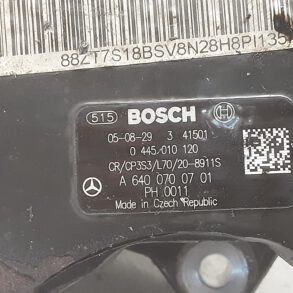 88Z17S18BSV8N28H8PI135
515 BOSCH
05-08-29 3 41501
0 445 010 120
CR/CP3S3/L70/20-8911S
A 640 070 07 01
PH 0011
Made in Czech Republic